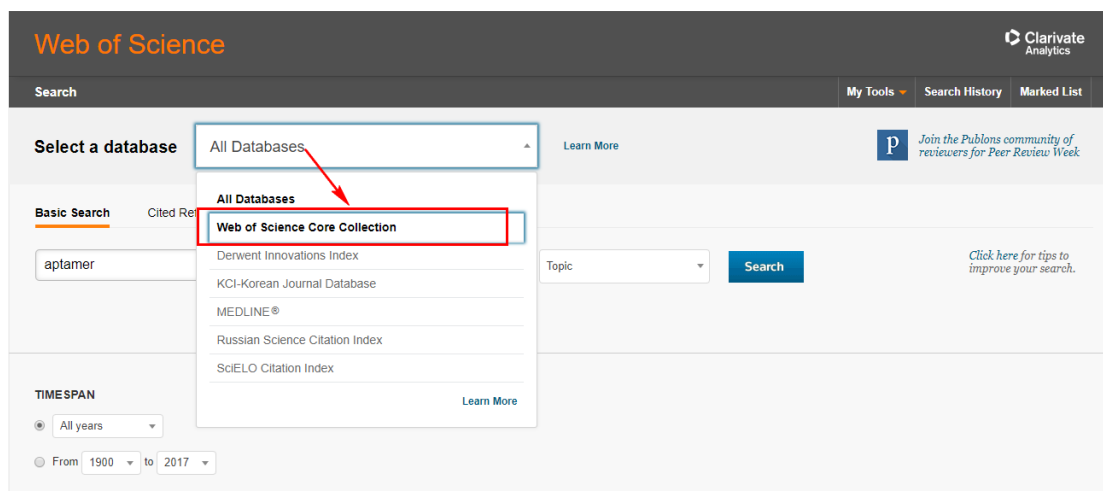 Web of Science
Clarivate
Analytics
Search
My Tools
Search History
Marked List
Select a database
All Databases
Learn More
p
Join the Publons community of
reviewers for Peer Review Week
All Databases
Basic Search
Cited Ref
Web of Science Core Collection
aptamer
Derwent Innovations Index
Topic
Search
Click here for tips to
improve your search.
KCI-Korean Journal Database
MEDLINE®
Russian Science Citation Index
SciELO Citation Index
Learn More
TIMESPAN
All years
From 1900 to 2017